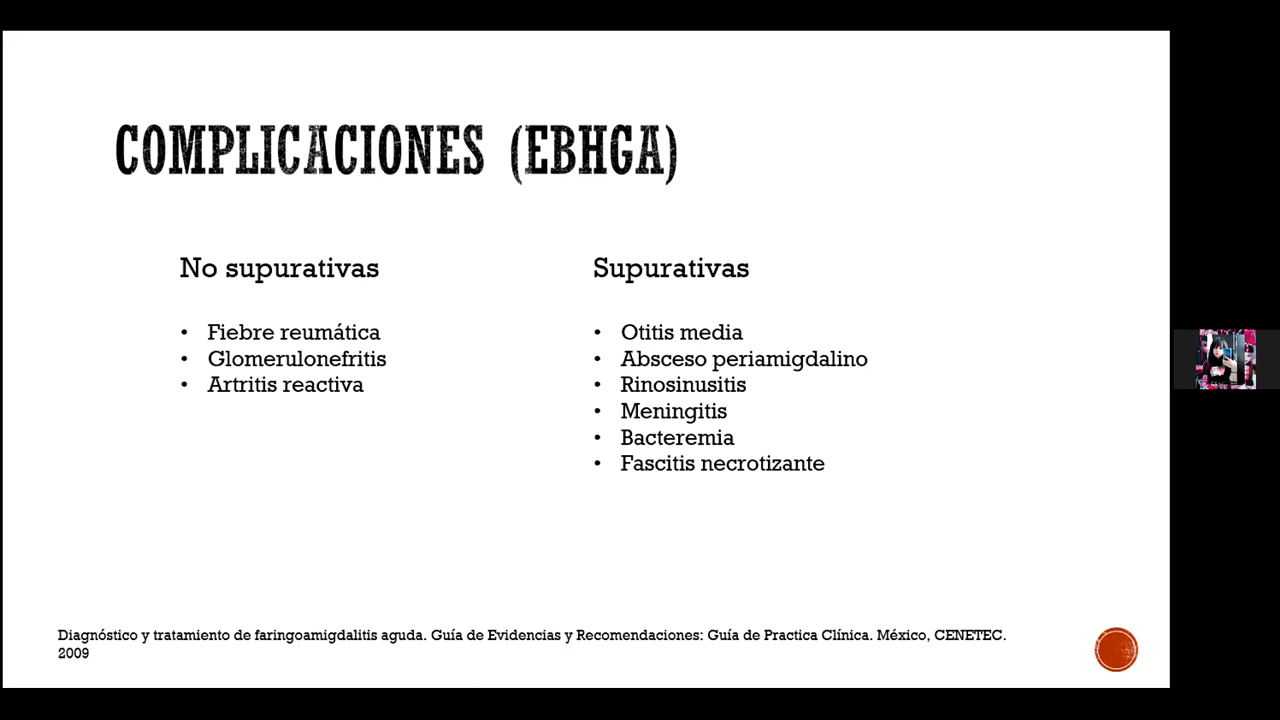 COMPLICACIONES (EBHGA)
No supurativas
• Fiebre reumática
• Glomerulonefritis
• Artritis reactiva
Supurativas
• Otitis media
• Absceso periamigdalino
• Rinosinusitis
• Meningitis
• Bacteremia
• Fascitis necrotizante
Diagnóstico y tratamiento de faringoamigdalitis aguda. Guía de Evidencias y Recomendaciones: Guía de Practica Clínica. México, CENETEC.
2009